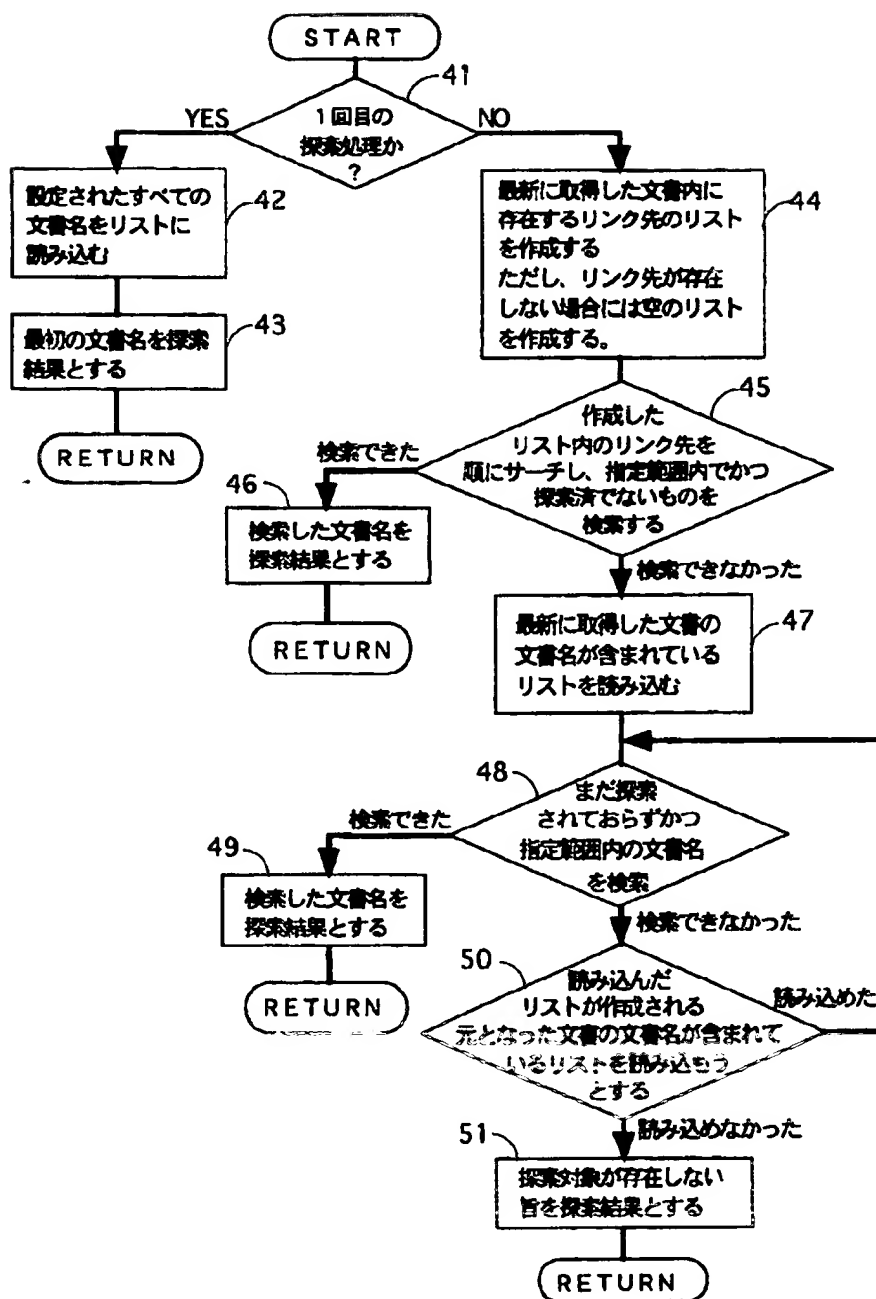 START
41
YES
1回目の
探索処理か
?
NO
設定されたすべての
文書名をリストに
読み込む
42
最初の文書名を探索
結果とする
43
RETURN
最新に取得した文書内に
存在するリンク先のリスト
を作成する
ただし、リンク先が存在
しない場合には空のリスト
を作成する。
44
45
作成した
リスト内のリンク先を
順にサーチし、指定範囲内でかつ
探索済でないものを
検索する
検索できた
46
検索した文書名を
探索結果とする
RETURN
検索できなかった
最新に取得した文書の
文書名が含まれている
リストを読み込む
47
48
まだ探索
されておらずかつ
指定範囲内の文書名
を検索
検索できた
49
検索した文書名を
探索結果とする
RETURN
検索できなかった
50
読み込んだ
リストが作成される
元となった文書の文書名が含まれて
いるリストを読み込もう
とする
読み込めた
読み込めなかった
51
探索対象が存在しない
旨を探索結果とする
RETURN